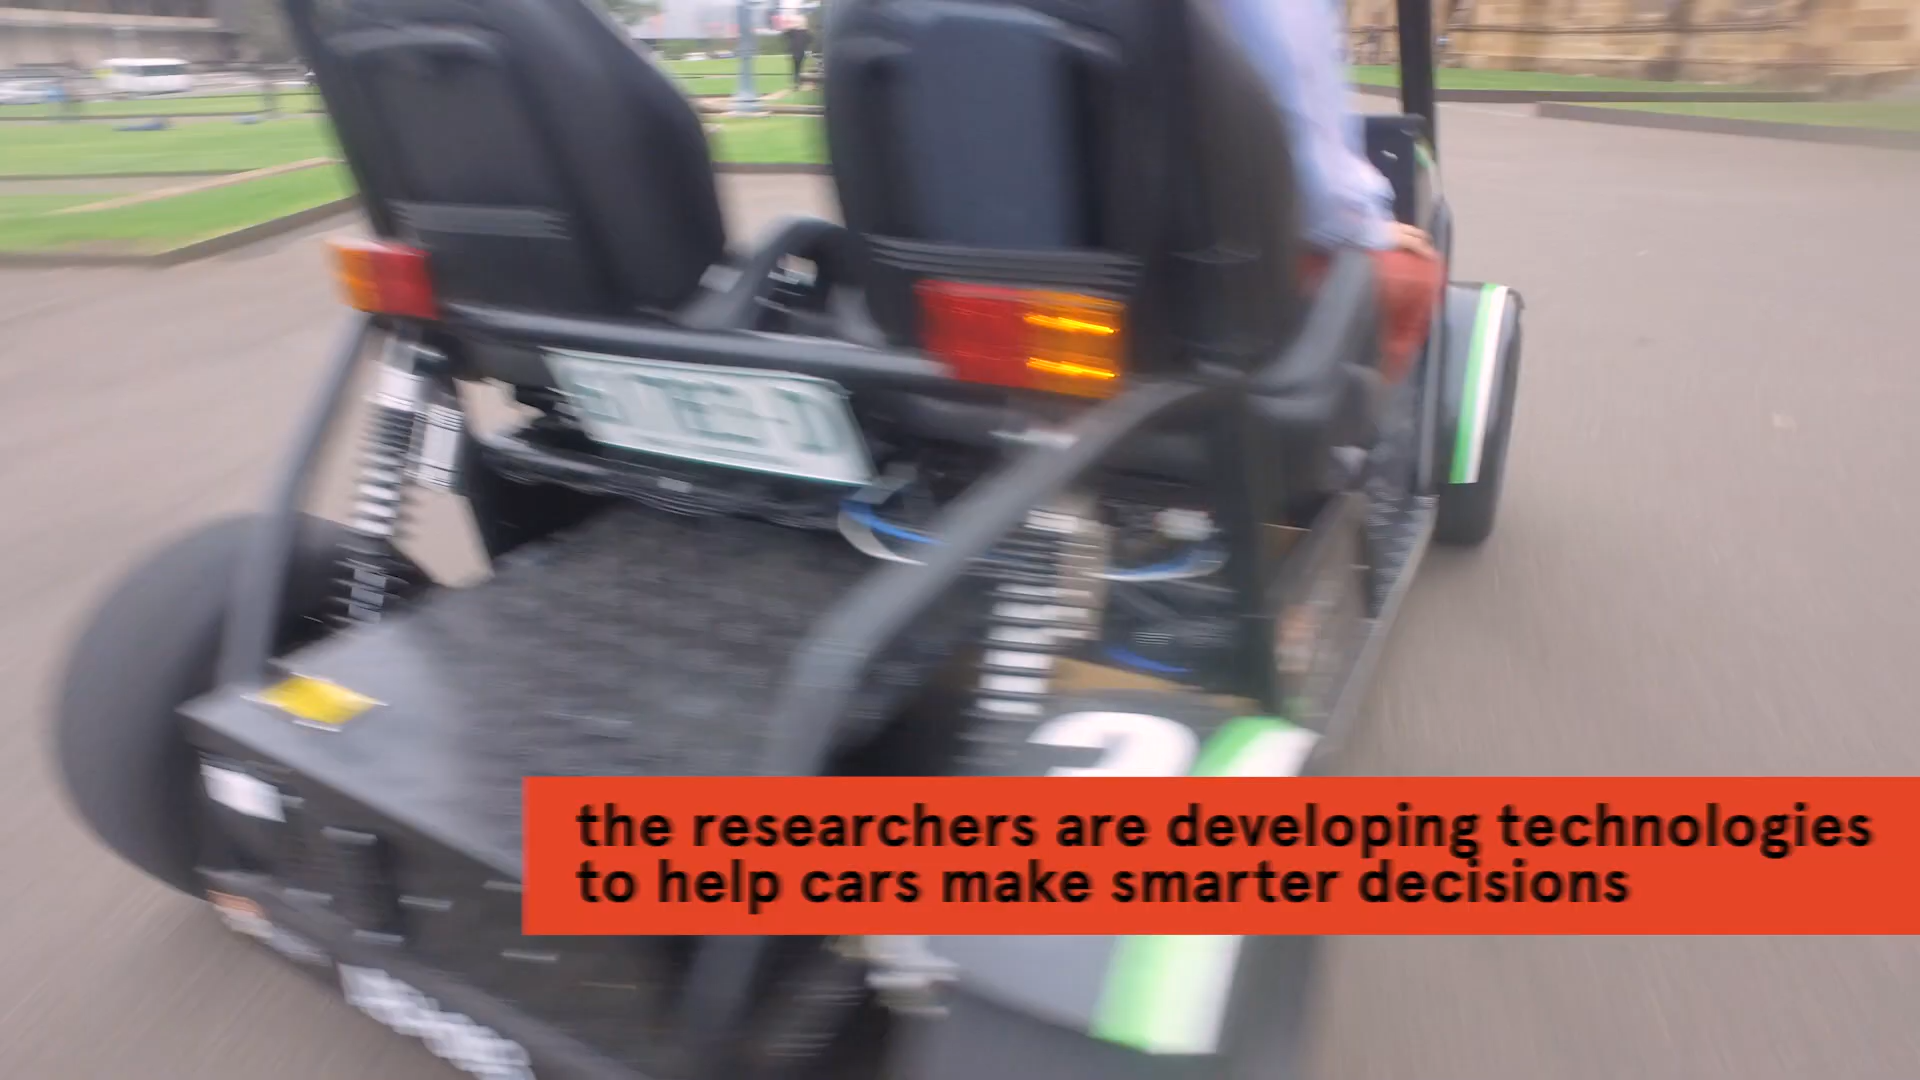 the researchers are developing technologies
to help cars make smarter decisions